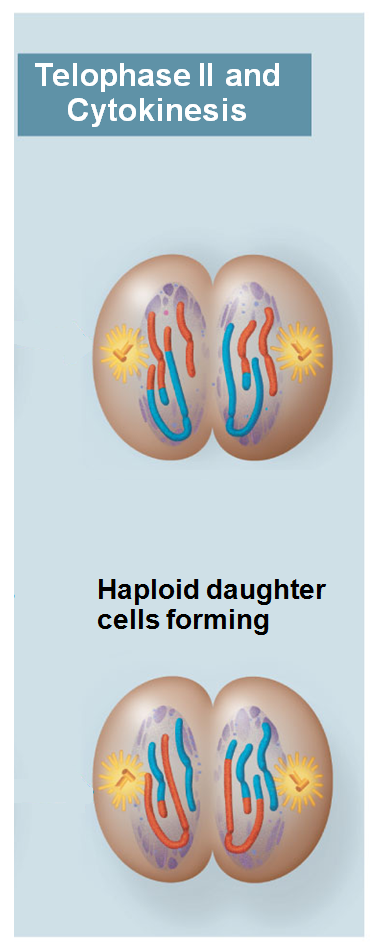 Telophase II and
Cytokinesis
Haploid daughter
cells forming